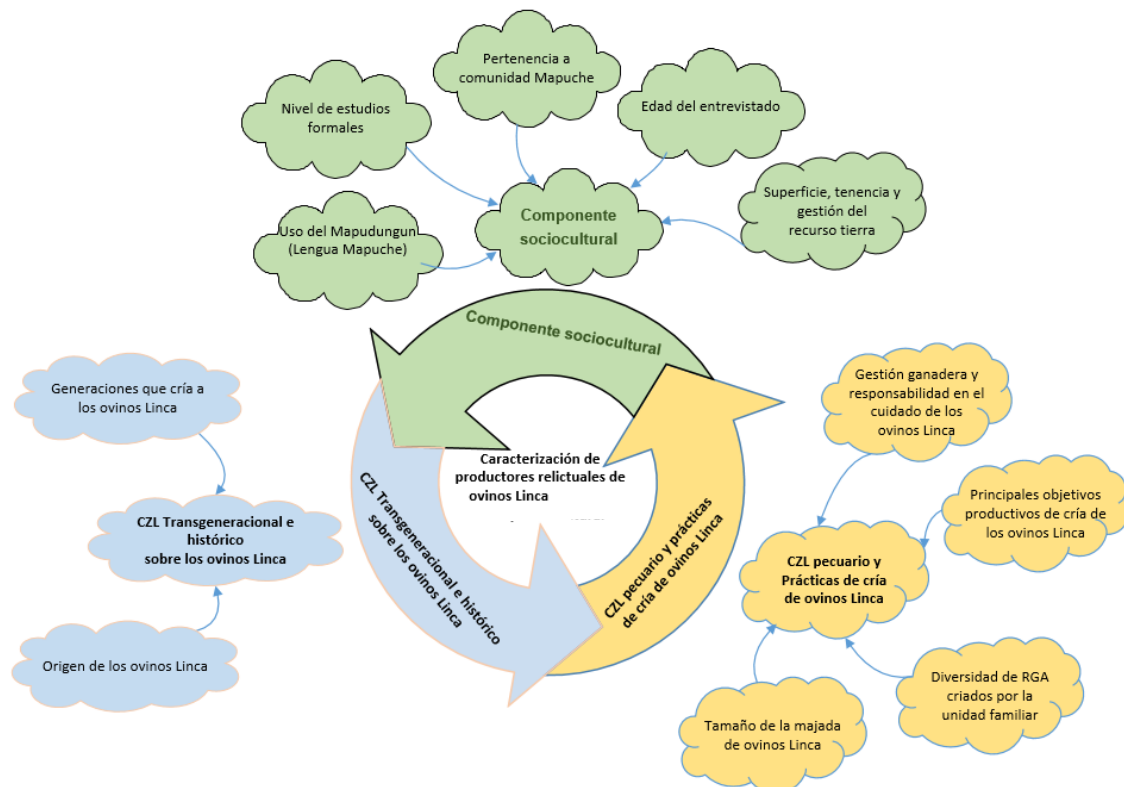 Pertenencia a
comunidad Mapuche
Nivel de estudios
formales
Edad del entrevistado
Superficie, tenencia y
gestión del
recurso tierra
Uso del Mapudungun
(Lengua Mapuche)
Componente
sociocultural
Componente sociocultural
Generaciones que cría a
los ovinos Linca
CZL Transgeneracional e
histórico
sobre los ovinos Linca
Origen de los ovinos Linca
Caracterización de
productores relictuales de
ovinos Linca
CZL Transgeneracional e histórico
sobre los ovinos Linca
CZL pecuario y prácticas
de cría de ovinos Linca
Gestión ganadera y
responsabilidad en el
cuidado de los
ovinos Linca
Principales objetivos
productivos de cría de
los ovinos Linca
CZL pecuario y
Prácticas de cría
de ovinos Linca
Diversidad de RGA
criados por la
unidad familiar
Tamaño de la majada
de ovinos Linca